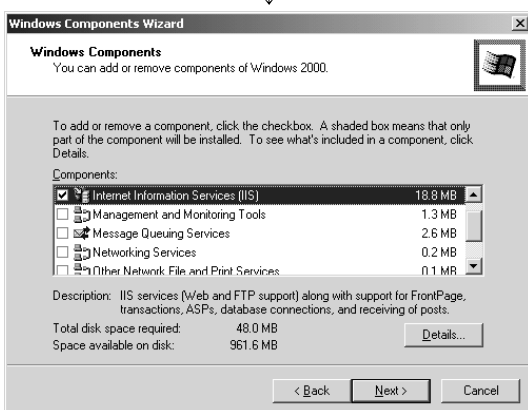 Windows Components Wizard
Windows Components
You can add or remove components of Windows 2000.
To add or remove a component, click the checkbox. A shaded box means that only
part of the component will be installed. To see what's included in a component, click
Details.
Components:
Internet Information Services (IIS) 18.8 MB
Management and Monitoring Tools 1.3 MB
Message Queuing Services 2.6 MB
Networking Services 0.2 MB
Other Network File and Print Services 0.1 MB
Description: IIS services (Web and FTP support) along with support for FrontPage,
transactions, ASPs, database connections, and receiving of posts.
Total disk space required: 48.0 MB
Space available on disk: 961.6 MB
Details...
< Back Next > Cancel